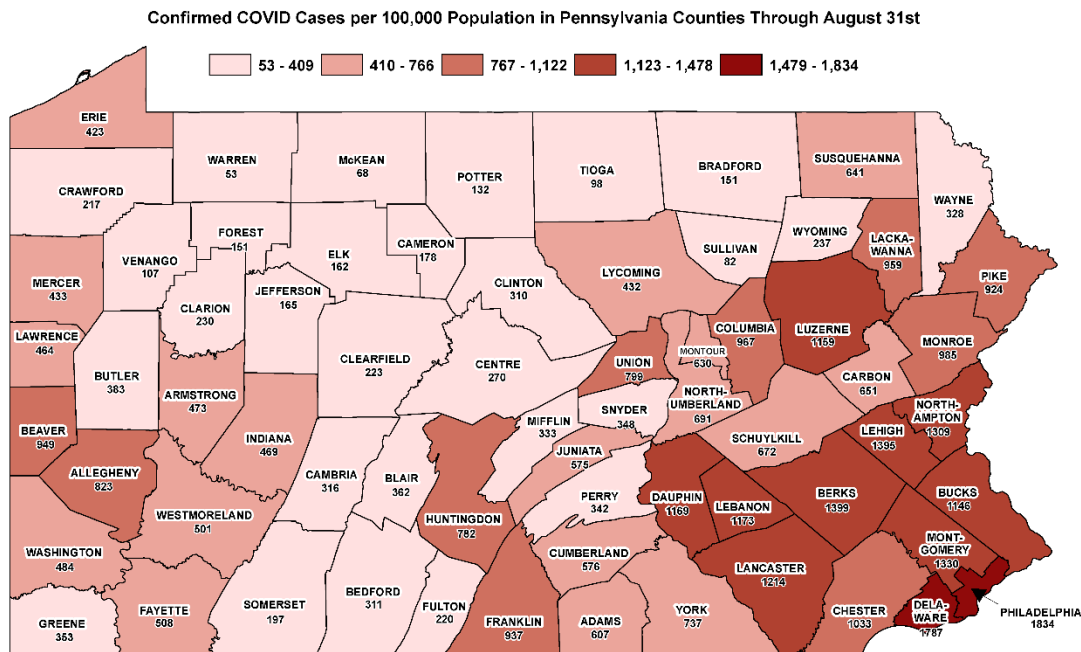 Confirmed COVID Cases per 100,000 Population in Pennsylvania Counties Through August 31st
53 - 409
410 - 766
767 - 1,122
1,123 - 1,478
1,479 - 1,834
ERIE
423
WARREN
53
McKEAN
68
POTTER
132
TIOGA
98
BRADFORD
151
SUSQUEHANNA
641
CRAWFORD
217
WAYNE
328
FOREST
151
CAMERON
178
ELK
162
VENANGO
107
SULLIVAN
82
WYOMING
237
LACKA-
WANNA
959
MERCER
433
CLARION
230
JEFFERSON
165
CLINTON
310
LYCOMING
432
PIKE
924
LAWRENCE
464
BUTLER
383
CLEARFIELD
223
CENTRE
270
UNION
799
MONTOUR
630
COLUMBIA
967
LUZERNE
1159
MONROE
985
ARMSTRONG
473
CARBON
651
BEAVER
949
INDIANA
469
MIFFLIN
333
SNYDER
348
NORTH-
UMBERLAND
691
NORTH-
AMPTON
1309
SCHUYLKILL
672
LEHIGH
1395
ALLEGHENY
823
CAMBRIA
316
BLAIR
362
JUNIATA
575
HUNTINGDON
782
PERRY
342
DAUPHIN
1169
LEBANON
1173
BERKS
1399
BUCKS
1146
WESTMORELAND
501
WASHINGTON
484
CUMBERLAND
576
MONT-
GOMERY
1330
LANCASTER
1214
FAYETTE
508
SOMERSET
197
BEDFORD
311
FULTON
220
GREENE
353
FRANKLIN
937
ADAMS
607
YORK
737
CHESTER
1033
DELA-
WARE
1787
PHILADELPHIA
1834